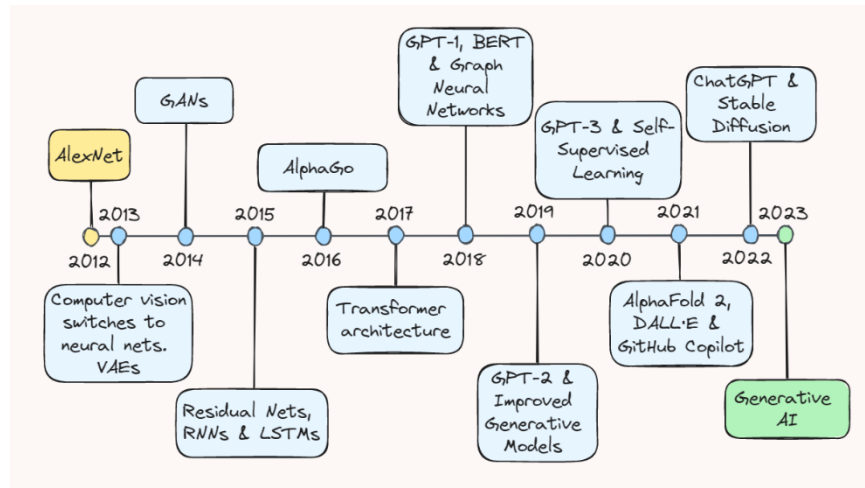 GPT-1, BERT
& Graph
Neural
Networks
ChatGPT &
Stable
Diffusion
GANs
GPT-3 & Self-
Supervised
Learning
AlexNet
AlphaGo
2013
2015
2017
2019
2021
2023
2012
2014
2016
2018
2020
2022
Computer vision
switches to
neural nets.
VAEs
Transformer
architecture
AlphaFold 2,
DALL·E &
GitHub Copilot
Residual Nets,
RNNs & LSTMs
GPT-2 &
Improved
Generative
Models
Generative
AI